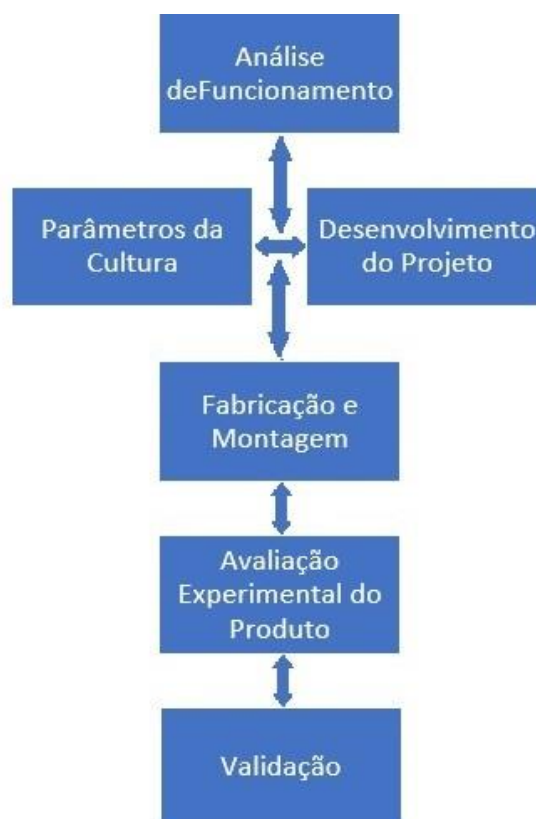 Análise
deFuncionamento
Parâmetros da
Cultura
Desenvolvimento
do Projeto
Fabricação e
Montagem
Avaliação
Experimental do
Produto
Validação